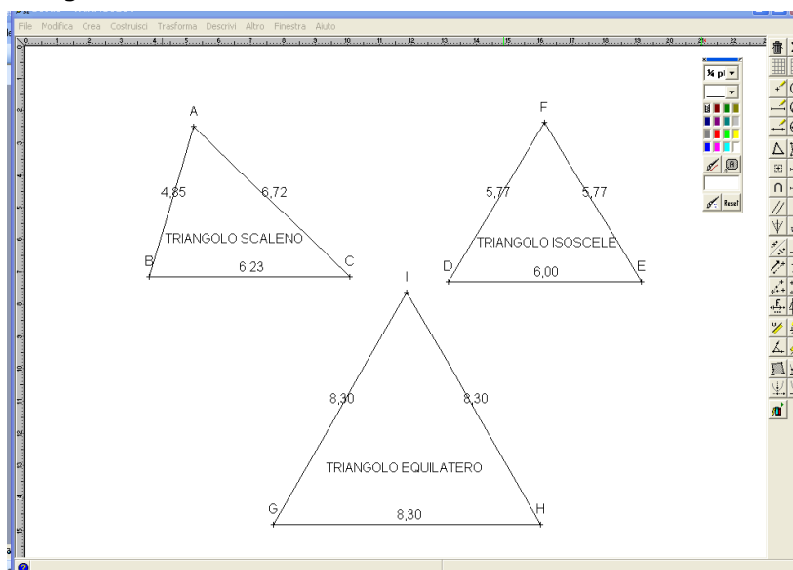 File Modifica Crea Costruisci Trasforma Descrivi Altro Finestra Aiuto
A
4,85 6,72
TRIANGOLO SCALENO
B C
6.23
F
5,77 5,77
TRIANGOLO ISOSCELE
D E
6,00
I
8,30 8,30
TRIANGOLO EQUILATERO
G H
8,30
Reset